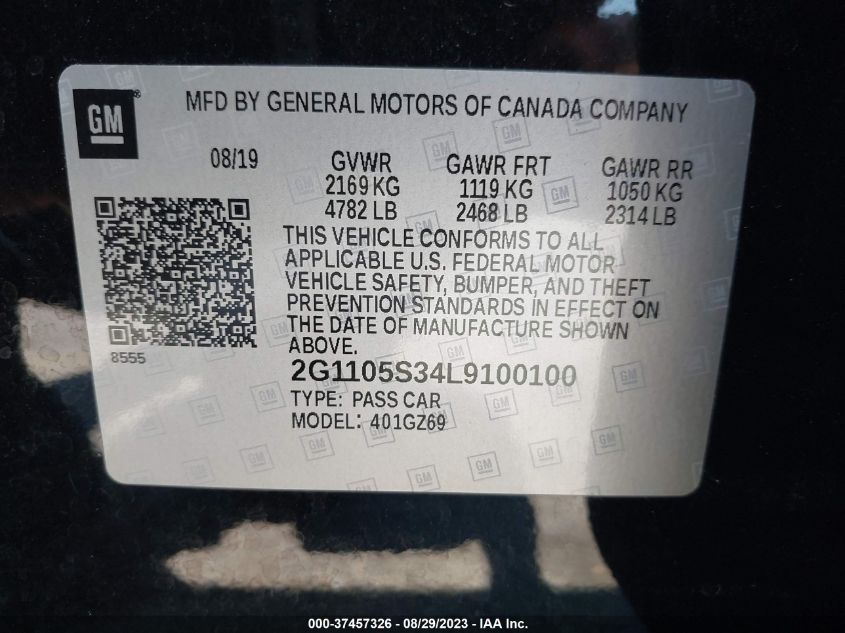 GM
MFD BY GENERAL MOTORS OF CANADA COMPANY
08/19 GVWR GAWR FRT GAWR RR
2169 KG 1119 KG 1050 KG
4782 LB 2468 LB 2314 LB
THIS VEHICLE CONFORMS TO ALL
APPLICABLE U.S. FEDERAL MOTOR
VEHICLE SAFETY, BUMPER, AND THEFT
PREVENTION STANDARDS IN EFFECT ON
THE DATE OF MANUFACTURE SHOWN
ABOVE.
8555
2G1105S34L9100100
TYPE: PASS CAR
MODEL: 401GZ69
000-37457326 - 08/29/2023 - IAA Inc.